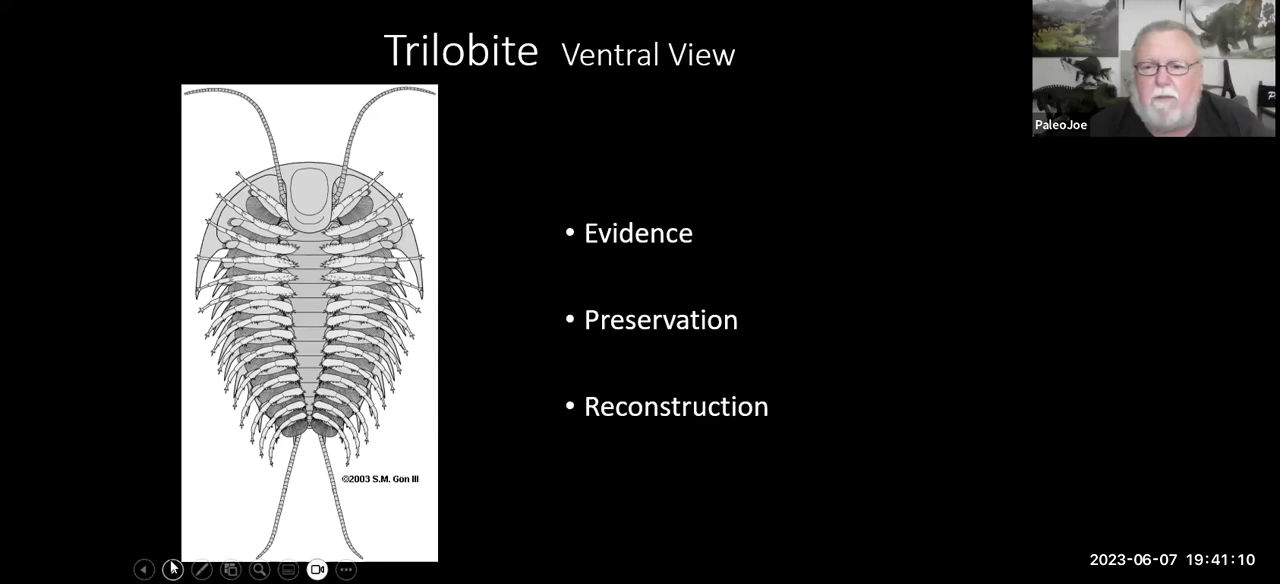 Trilobite Ventral View
PaleoJoe
• Evidence
• Preservation
• Reconstruction
©2003 S.M. Gon III
2023-06-07 19:41:10